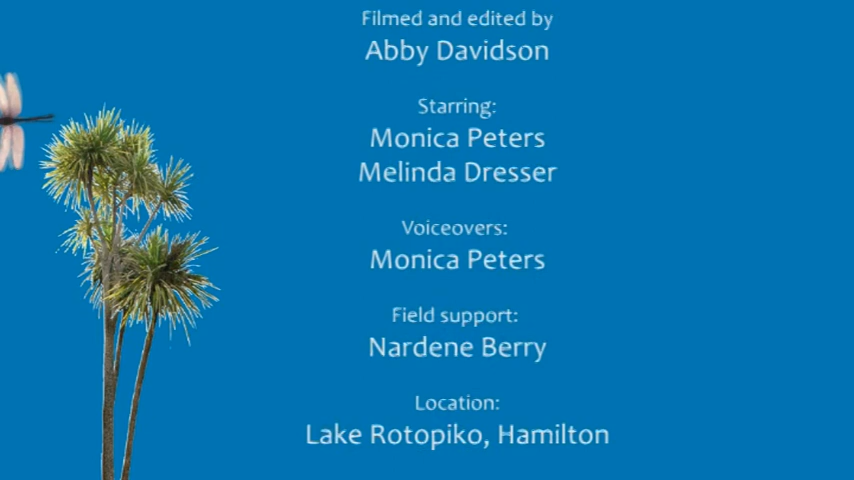 Filmed and edited by
Abby Davidson
Starring:
Monica Peters
Melinda Dresser
Voiceovers:
Monica Peters
Field support:
Nardene Berry
Location:
Lake Rotopiko, Hamilton